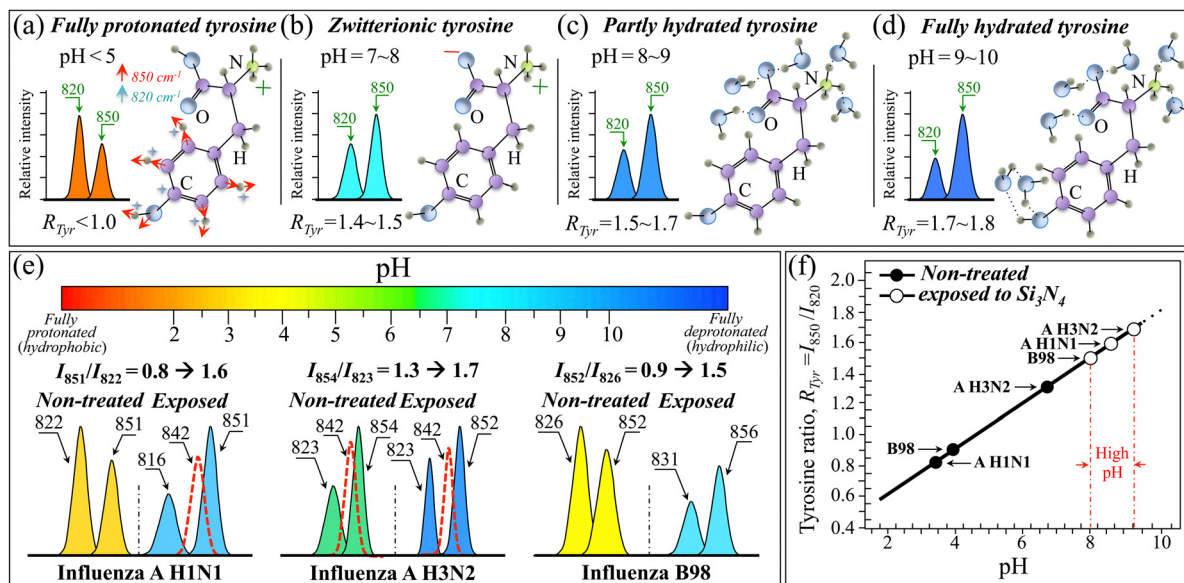 (a) Fully protonated tyrosine
pH < 5
850 cm⁻¹
820 cm⁻¹
820
850
Relative intensity
N
+
O
H
C
R_Tyr < 1.0
(b) Zwitterionic tyrosine
pH = 7~8
820
850
Relative intensity
−
N
+
O
H
C
R_Tyr = 1.4~1.5
(c) Partly hydrated tyrosine
pH = 8~9
820
850
Relative intensity
N
O
H
C
R_Tyr = 1.5~1.7
(d) Fully hydrated tyrosine
pH = 9~10
820
850
Relative intensity
N
O
H
C
R_Tyr = 1.7~1.8
(e)
pH
Fully protonated (hydrophobic)
2 3 4 5 6 7 8 9 10
Fully deprotonated (hydrophilic)
I₈₅₁/I₈₂₂ = 0.8 → 1.6
Non-treated Exposed
822 851 816 842 851
Influenza A H1N1
I₈₅₄/I₈₂₃ = 1.3 → 1.7
Non-treated Exposed
823 842 854 823 842 852
Influenza A H3N2
I₈₅₂/I₈₂₆ = 0.9 → 1.5
Non-treated Exposed
826 852 831 856
Influenza B98
(f)
Tyrosine ratio, R_Tyr = I₈₅₀/I₈₂₀
2.0
1.8
1.6
1.4
1.2
1.0
0.8
0.6
0.4
Non-treated
exposed to Si₃N₄
A H3N2
A H1N1
B98
A H3N2
B98
A H1N1
High
pH
2 3 4 5 6 7 8 9 10
pH